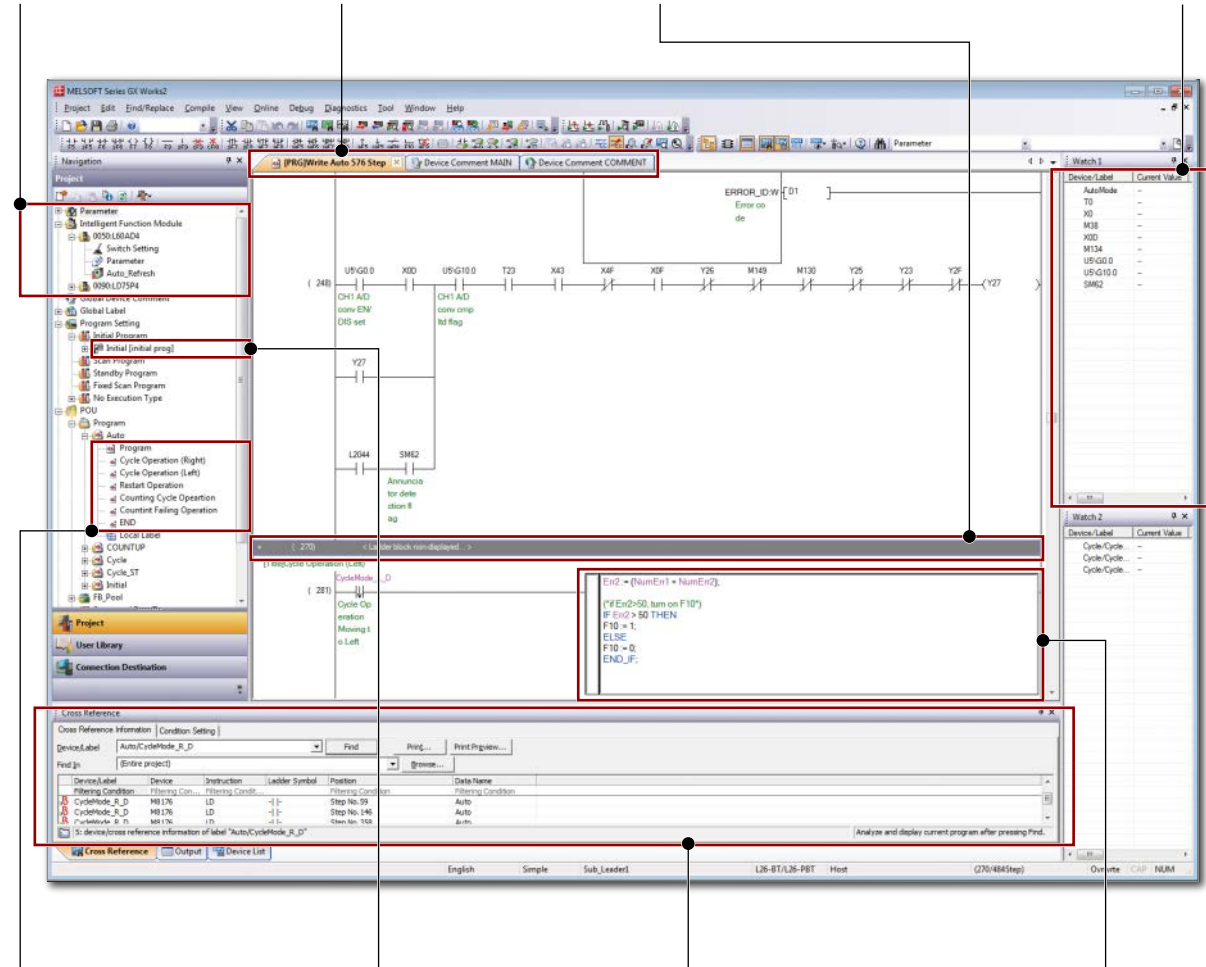 MELSOFT Series GX Works2
Project Edit Find/Replace Compile View Online Debug Diagnostics Tool Window Help
Parameter
Navigation
Project
Parameter
Intelligent Function Module
0050:L60AD4
Switch Setting
Parameter
Auto_Refresh
0090:LD75P4
Global Device Comment
Global Label
Program Setting
Initial Program
Initial [initial prog]
Scan Program
Standby Program
Fixed Scan Program
No Execution Type
POU
Program
Auto
Program
Cycle Operation (Right)
Cycle Operation (Left)
Restart Operation
Counting Cycle Opeartion
Countint Failing Operation
END
Local Label
COUNTUP
Cycle
Cycle_ST
Initial
FB_Pool
Project
User Library
Connection Destination
[PRG]Write Auto 576 Step
Device Comment MAIN
Device Comment COMMENT
ERROR_ID:W
D1
Error co
de
U5\G0.0 X0D U5\G10.0 T23 X43 X4F X0F Y26 M149 M130 Y25 Y23 Y2F
( 248)
(Y27 )
CH1 A/D
conv EN/
DIS set
CH1 A/D
conv cmp
ltd flag
Y27
L2044 SM62
Annuncia
tor dete
ction fl
ag
( 270) < Ladder block non-displayed... >
[Title]Cycle Operation (Left)
CycleMode_L_D
( 281)
Cycle Op
eration
Moving t
o Left
Err2 := (NumErr1 + NumErr2);
(*if Err2>50, turn on F10*)
IF Err2 > 50 THEN
F10 := 1;
ELSE
F10 := 0;
END_IF;
Watch 1
Device/Label Current Value
AutoMode --
T0 --
X0 --
M38 --
X0D --
M134 --
U5\G0.0 --
U5\G10.0 --
SM62 --
Watch 2
Device/Label Current Value
Cycle/Cycle... --
Cycle/Cycle... --
Cycle/Cycle... --
Cross Reference
Cross Reference Information Condition Setting
Device/Label Auto/CycleMode_R_D Find Print... Print Preview...
Find In (Entire project) Browse...
Device/Label Device Instruction Ladder Symbol Position Data Name
Filtering Condition Filtering Con... Filtering Condit... Filtering Condition Filtering Condition
CycleMode_R_D M8176 LD -| |- Step No. 59 Auto
CycleMode_R_D M8176 LD -| |- Step No. 146 Auto
CycleMode_R_D M8176 LD -| |- Step No. 258 Auto
5: device/cross reference information of label "Auto/CycleMode_R_D"
Analyze and display current program after pressing Find.
Cross Reference Output Device List
English Simple Sub_Leader1 L26-BT/L26-PBT Host (270/484Step) Ovrwrte CAP NUM